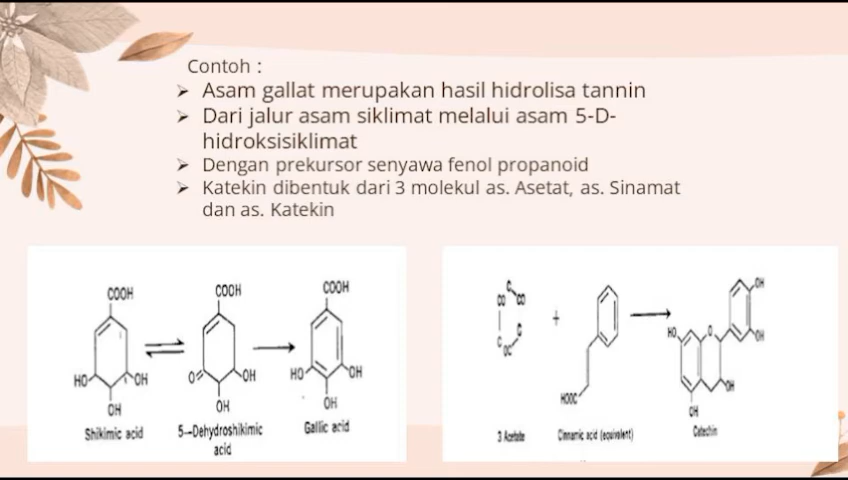 Contoh :
➤ Asam gallat merupakan hasil hidrolisa tannin
➤ Dari jalur asam siklimat melalui asam 5-D-
hidroksisiklimat
➤ Dengan prekursor senyawa fenol propanoid
➤ Katekin dibentuk dari 3 molekul as. Asetat, as. Sinamat
dan as. Katekin
COOH
HO
OH
OH
Shikimic acid
COOH
O
OH
OH
5-Dehydroshikimic
acid
COOH
HO
OH
OH
Gallic acid
C
CO
CO
C
C
OC
3 Acetate
+
HOOC
Cinnamic acid (equivalent)
OH
OH
HO
O
OH
OH
Catechin